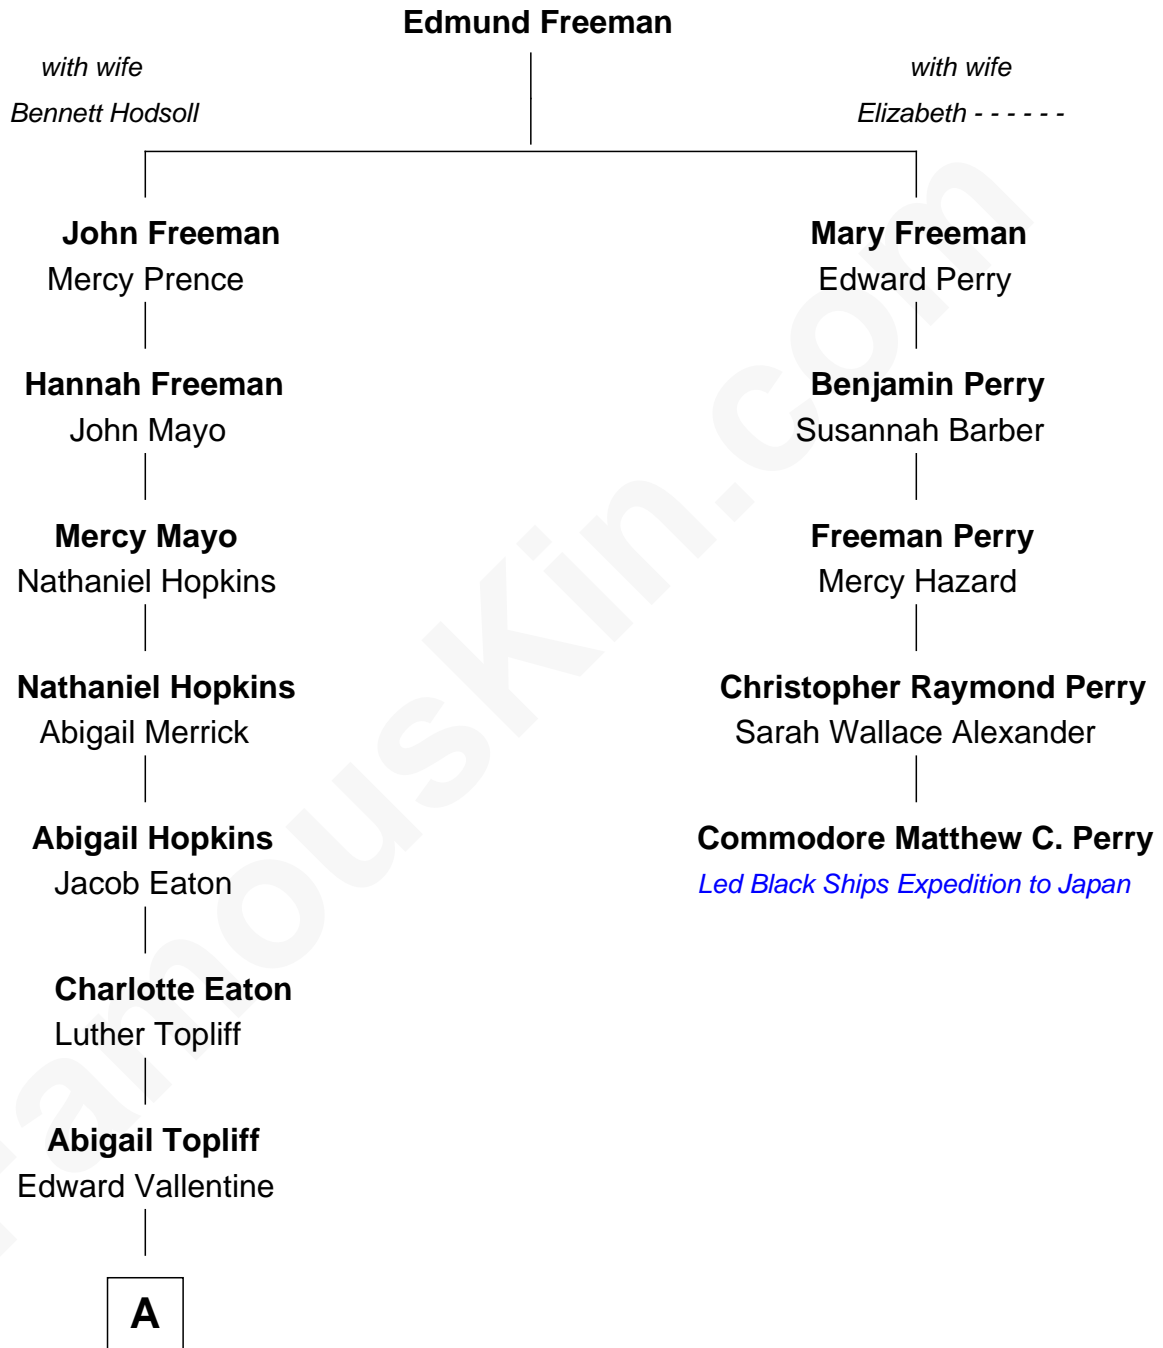 Edmund Freeman
with wife
Bennett Hodsoll
with wife
Elizabeth - - - - - -
John Freeman
Mercy Prence
Mary Freeman
Edward Perry
Hannah Freeman
John Mayo
Benjamin Perry
Susannah Barber
Mercy Mayo
Nathaniel Hopkins
Freeman Perry
Mercy Hazard
Nathaniel Hopkins
Abigail Merrick
Christopher Raymond Perry
Sarah Wallace Alexander
Abigail Hopkins
Jacob Eaton
Commodore Matthew C. Perry
Led Black Ships Expedition to Japan
Charlotte Eaton
Luther Topliff
Abigail Topliff
Edward Vallentine
A
FamousKin.com